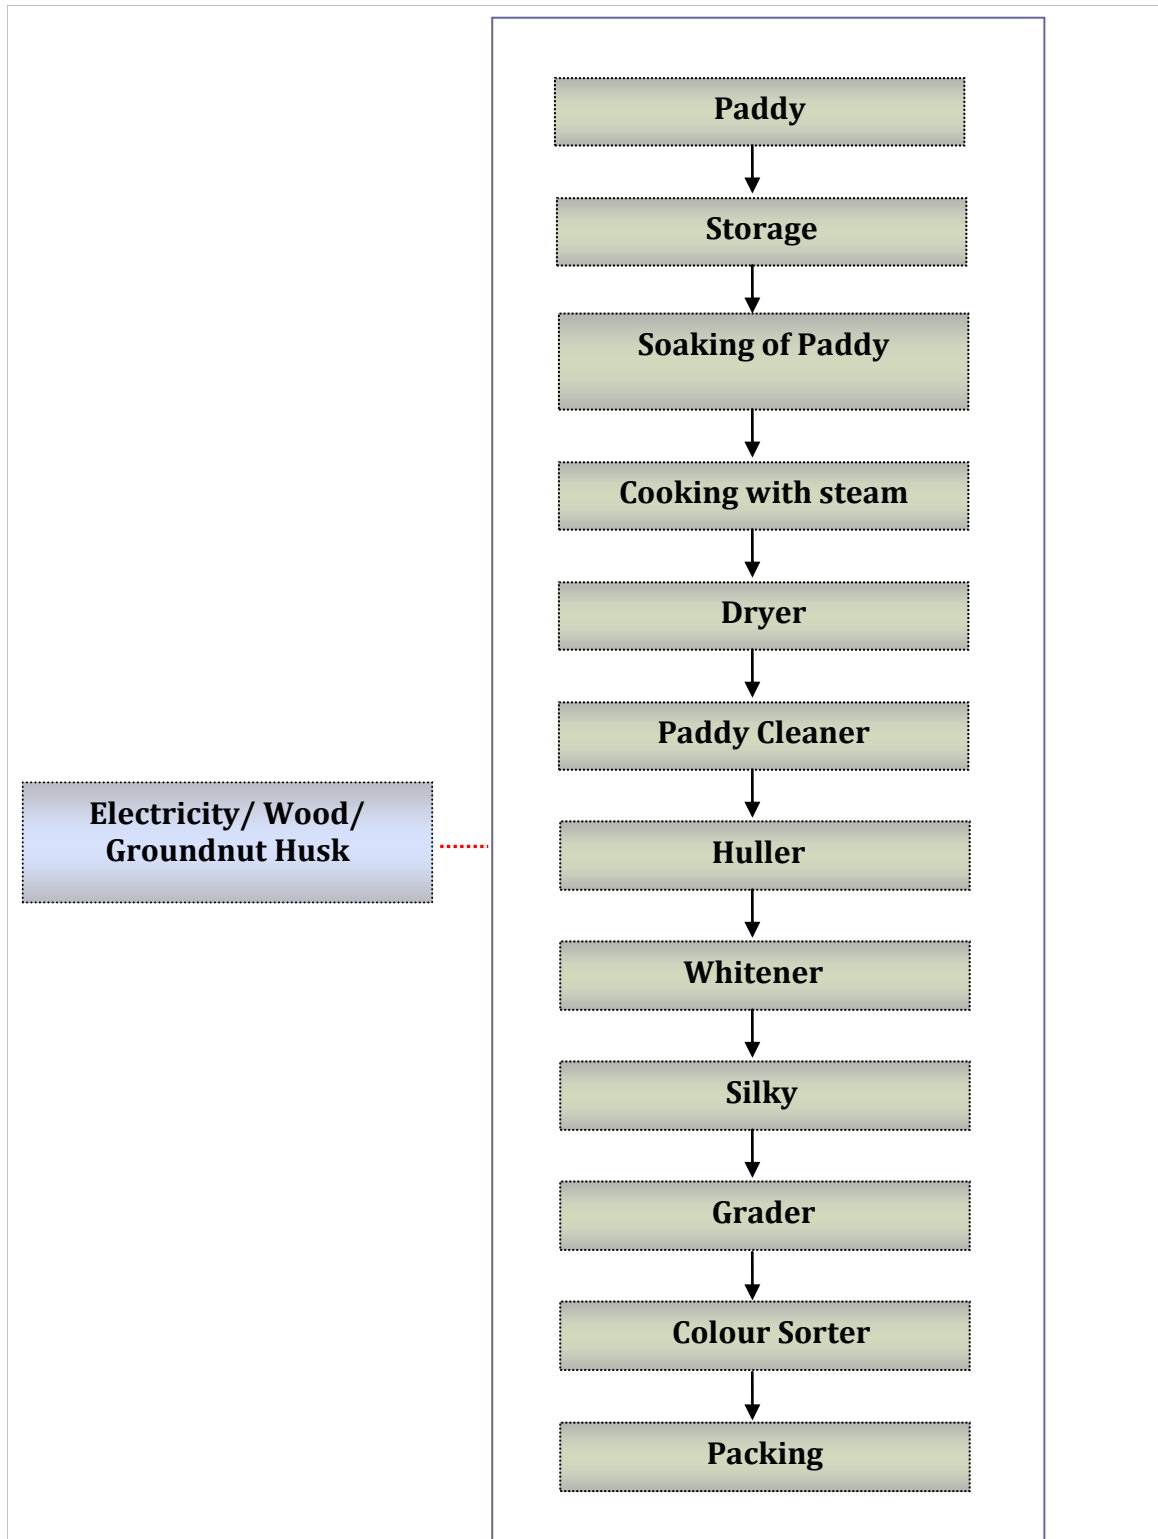 Paddy
Storage
Soaking of Paddy
Cooking with steam
Dryer
Paddy Cleaner
Electricity/ Wood/
Groundnut Husk
Huller
Whitener
Silky
Grader
Colour Sorter
Packing